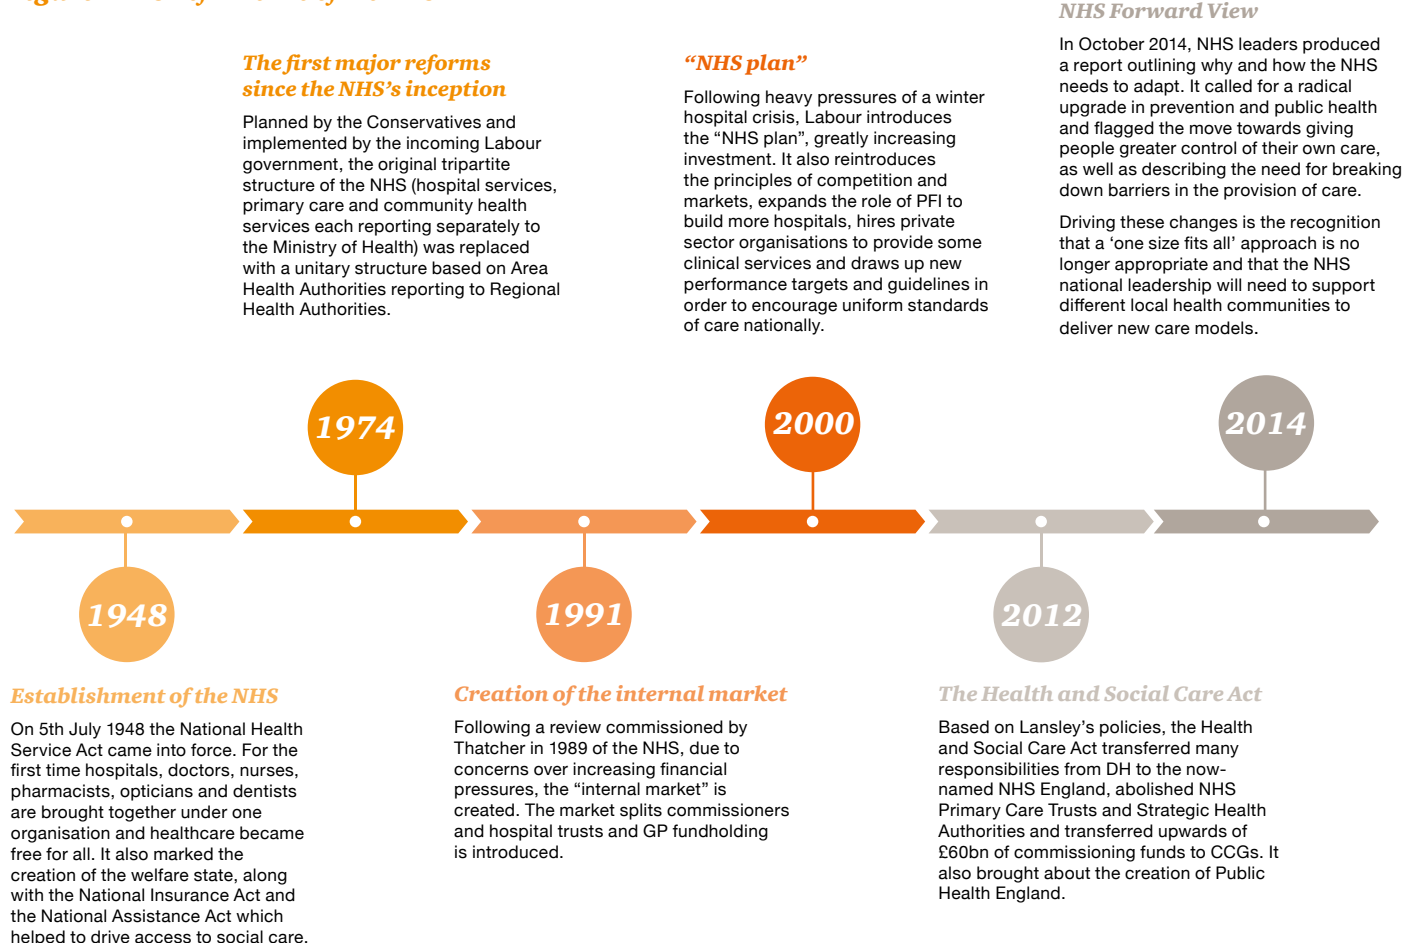 NHS Forward View
In October 2014, NHS leaders produced
a report outlining why and how the NHS
needs to adapt. It called for a radical
upgrade in prevention and public health
and flagged the move towards giving
people greater control of their own care,
as well as describing the need for breaking
down barriers in the provision of care.
Driving these changes is the recognition
that a ‘one size fits all’ approach is no
longer appropriate and that the NHS
national leadership will need to support
different local health communities to
deliver new care models.
The first major reforms
since the NHS’s inception
Planned by the Conservatives and
implemented by the incoming Labour
government, the original tripartite
structure of the NHS (hospital services,
primary care and community health
services each reporting separately to
the Ministry of Health) was replaced
with a unitary structure based on Area
Health Authorities reporting to Regional
Health Authorities.
“NHS plan”
Following heavy pressures of a winter
hospital crisis, Labour introduces
the “NHS plan”, greatly increasing
investment. It also reintroduces
the principles of competition and
markets, expands the role of PFI to
build more hospitals, hires private
sector organisations to provide some
clinical services and draws up new
performance targets and guidelines in
order to encourage uniform standards
of care nationally.
1974
2000
2014
1948
1991
2012
Establishment of the NHS
On 5th July 1948 the National Health
Service Act came into force. For the
first time hospitals, doctors, nurses,
pharmacists, opticians and dentists
are brought together under one
organisation and healthcare became
free for all. It also marked the
creation of the welfare state, along
with the National Insurance Act and
the National Assistance Act which
helped to drive access to social care.
Creation of the internal market
Following a review commissioned by
Thatcher in 1989 of the NHS, due to
concerns over increasing financial
pressures, the “internal market” is
created. The market splits commissioners
and hospital trusts and GP fundholding
is introduced.
The Health and Social Care Act
Based on Lansley’s policies, the Health
and Social Care Act transferred many
responsibilities from DH to the now-
named NHS England, abolished NHS
Primary Care Trusts and Strategic Health
Authorities and transferred upwards of
£60bn of commissioning funds to CCGs. It
also brought about the creation of Public
Health England.